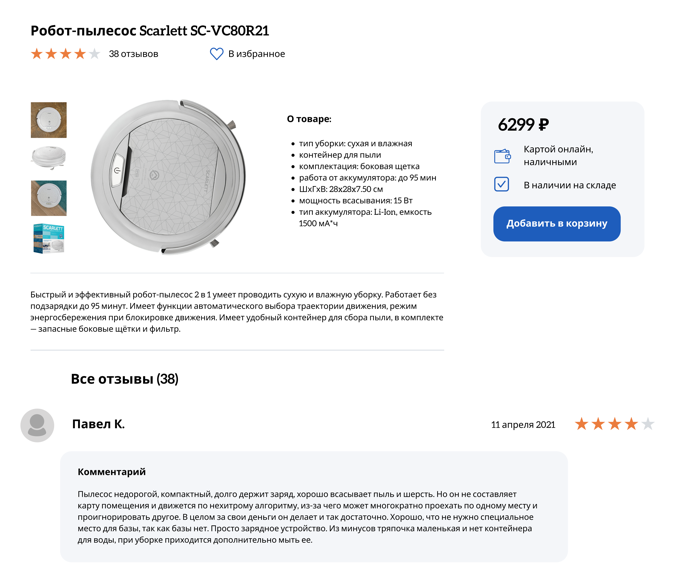 Робот-пылесос Scarlett SC-VC80R21
38 отзывов
В избранное
О товаре:
тип уборки: сухая и влажная
контейнер для пыли
комплектация: боковая щетка
работа от аккумулятора: до 95 мин
ШхГхВ: 28x28x7.50 см
мощность всасывания: 15 Вт
тип аккумулятора: Li-Ion, емкость
1500 мА*ч
6299 ₽
Картой онлайн,
наличными
В наличии на складе
Добавить в корзину
SCARLETT
Быстрый и эффективный робот-пылесос 2 в 1 умеет проводить сухую и влажную уборку. Работает без
подзарядки до 95 минут. Имеет функции автоматического выбора траектории движения, режим
энергосбережения при блокировке движения. Имеет удобный контейнер для сбора пыли, в комплекте
— запасные боковые щётки и фильтр.
Все отзывы (38)
Павел К.
11 апреля 2021
Комментарий
Пылесос недорогой, компактный, долго держит заряд, хорошо всасывает пыль и шерсть. Но он не составляет
карту помещения и движется по нехитрому алгоритму, из-за чего может многократно проехать по одному месту и
проигнорировать другое. В целом за свои деньги он делает и так достаточно. Хорошо, что не нужно специальное
место для базы, так как базы нет. Просто зарядное устройство. Из минусов тряпочка маленькая и нет контейнера
для воды, при уборке приходится дополнительно мыть ее.